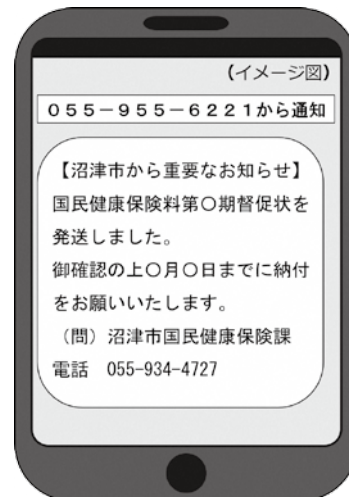 (イメージ図)
０５５－９５５－６２２１から通知
【沼津市から重要なお知らせ】
国民健康保険料第〇期督促状を
発送しました。
御確認の上〇月〇日までに納付
をお願いいたします。
（問）沼津市国民健康保険課
電話　055-934-4727